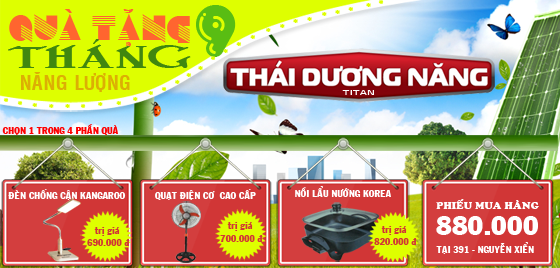 QUÀ TẶNG
THÁNG 9
NĂNG LƯỢNG
THÁI DƯƠNG NĂNG
TITAN
CHỌN 1 TRONG 4 PHẦN QUÀ
ĐÈN CHỐNG CẬN KANGAROO
trị giá
690.000 đ
QUẠT ĐIỆN CƠ CAO CẤP
trị giá
700.000 đ
NỒI LẨU NƯỚNG KOREA
trị giá
820.000 đ
PHIẾU MUA HÀNG
880.000
TẠI 391 - NGUYỄN XIỂN